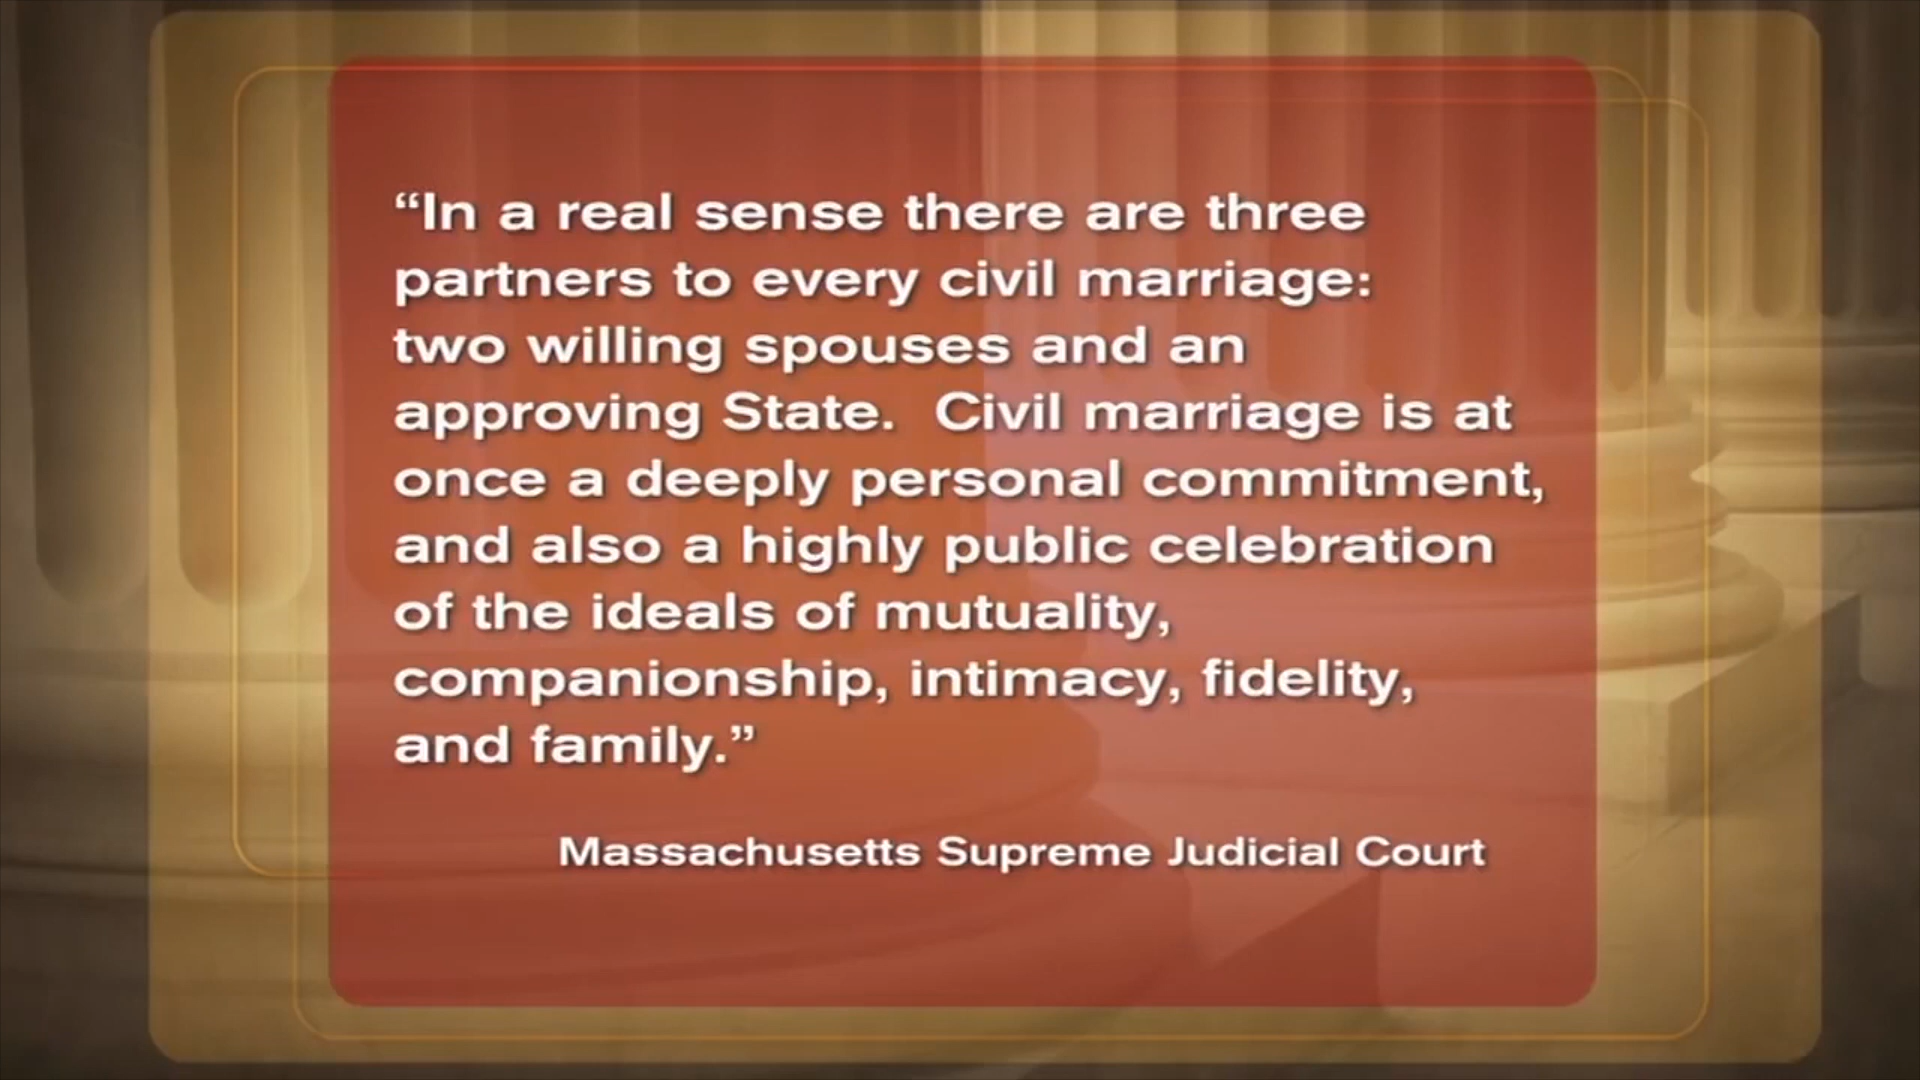 “In a real sense there are three
partners to every civil marriage:
two willing spouses and an
approving State.  Civil marriage is at
once a deeply personal commitment,
and also a highly public celebration
of the ideals of mutuality,
companionship, intimacy, fidelity,
and family.”
Massachusetts Supreme Judicial Court